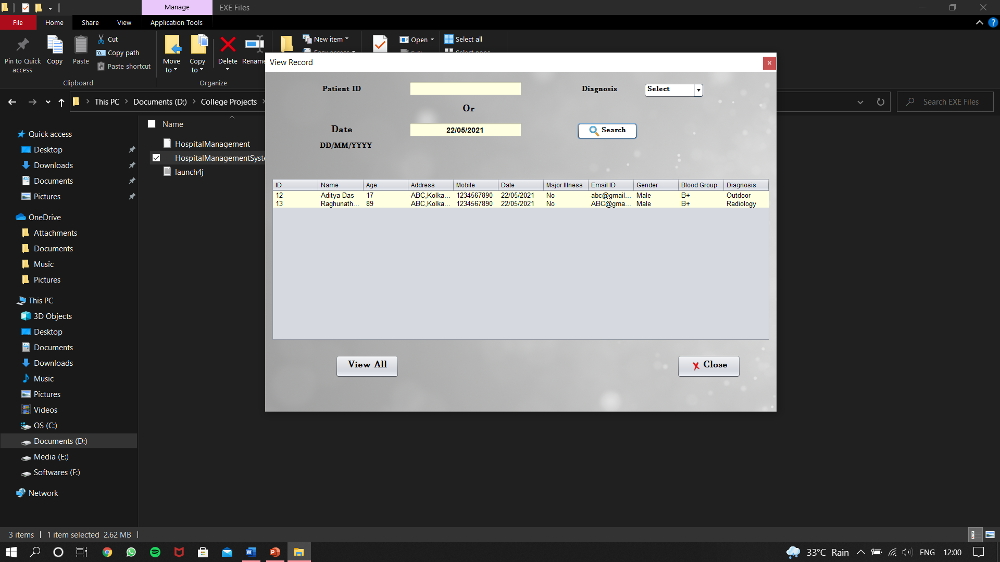 Manage EXE Files
File Home Share View Application Tools
Pin to Quick access
Copy
Paste
Cut
Copy path
Paste shortcut
Clipboard
Move to
Copy to
Delete
Rename
Organize
New item
Open
Select all
This PC Documents (D:) College Projects
Search EXE Files
Name
HospitalManagement
HospitalManagementSyste
launch4j
Quick access
Desktop
Downloads
Documents
Pictures
OneDrive
Attachments
Documents
Music
Pictures
This PC
3D Objects
Desktop
Documents
Downloads
Music
Pictures
Videos
OS (C:)
Documents (D:)
Media (E:)
Softwares (F:)
Network
View Record
Patient ID Diagnosis Select
Or
Date 22/05/2021 Search
DD/MM/YYYY
ID Name Age Address Mobile Date Major Illness Email ID Gender Blood Group Diagnosis
12 Aditya Das 17 ABC,Kolka... 1234567890 22/05/2021 No abc@gmail... Male B+ Outdoor
13 Raghunath... 89 ABC,Kolka... 1234567890 22/05/2021 No ABC@gma... Male B+ Radiology
View All X Close
3 items 1 item selected 2.62 MB
33°C Rain ENG 12:00